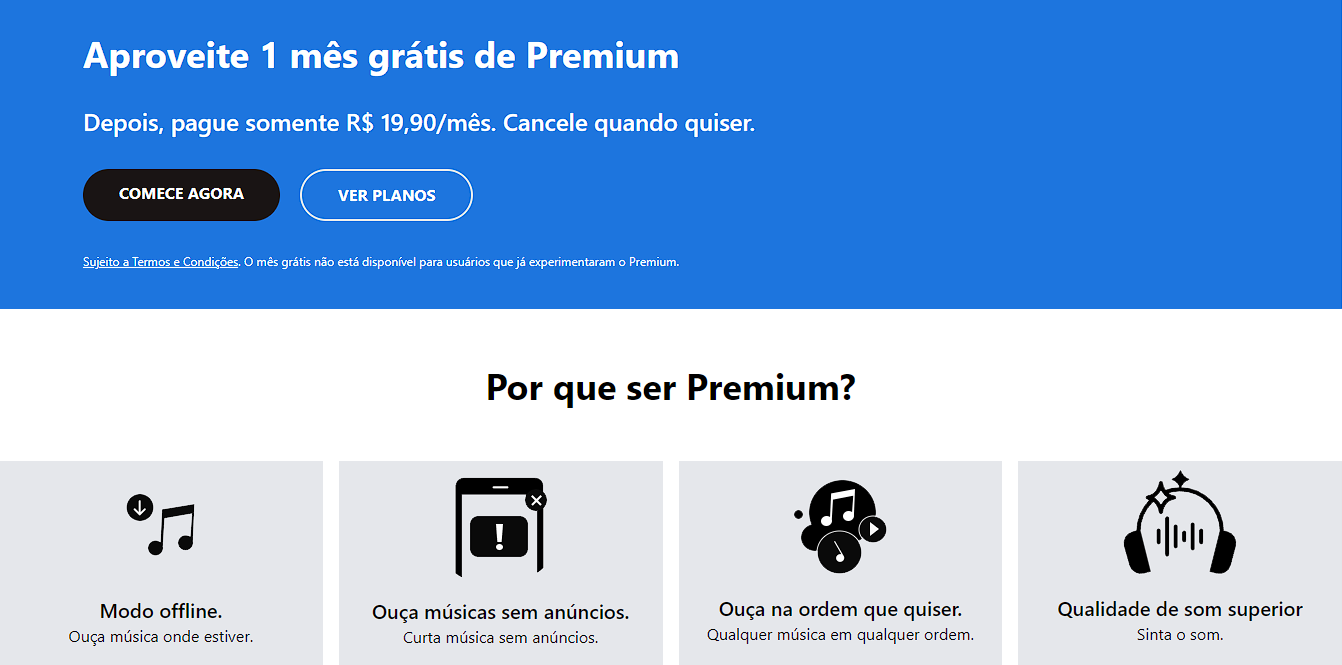 Aproveite 1 mês grátis de Premium
Depois, pague somente R$ 19,90/mês. Cancele quando quiser.
COMECE AGORA
VER PLANOS
Sujeito a Termos e Condições. O mês grátis não está disponível para usuários que já experimentaram o Premium.
Por que ser Premium?
Modo offline.
Ouça música onde estiver.
Ouça músicas sem anúncios.
Curta música sem anúncios.
Ouça na ordem que quiser.
Qualquer música em qualquer ordem.
Qualidade de som superior
Sinta o som.